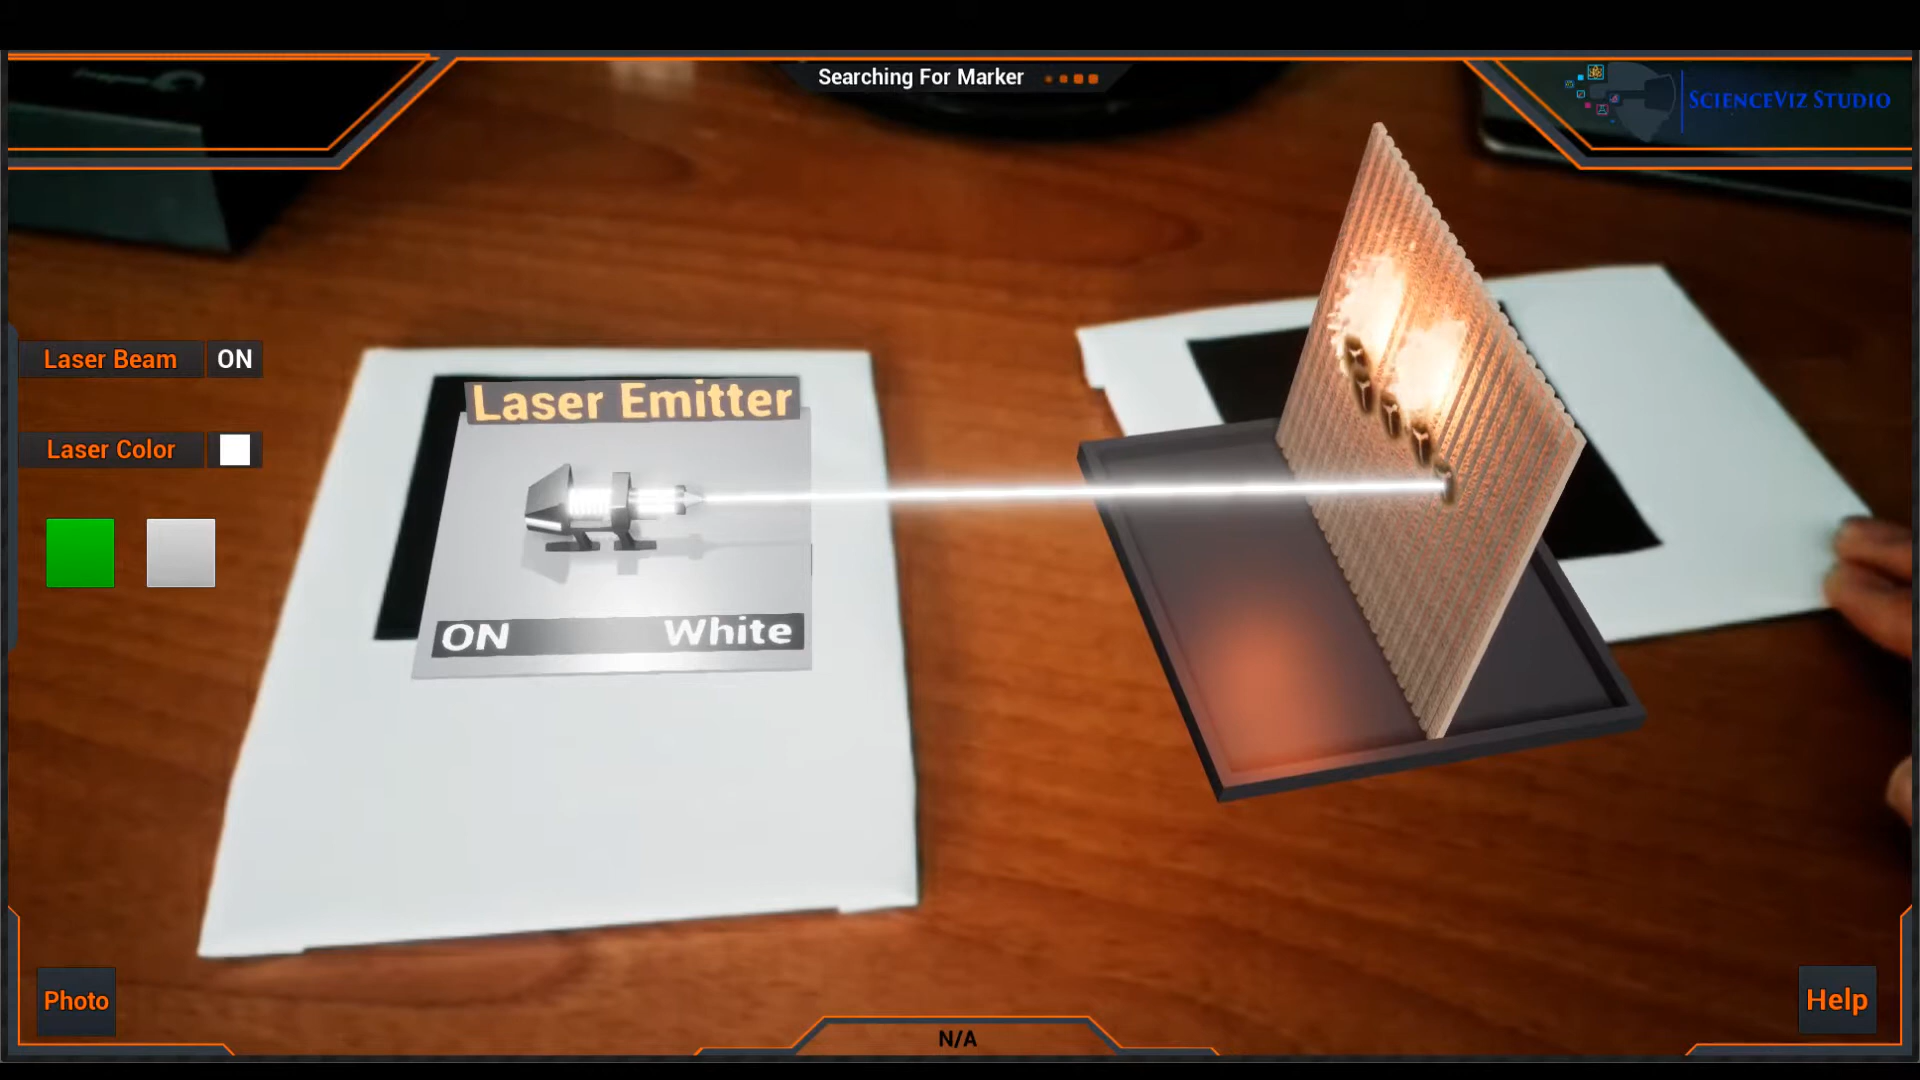 Searching For Marker
ScienceViz Studio
Laser Beam ON
Laser Color
Laser Emitter
ON White
Photo
Help
N/A